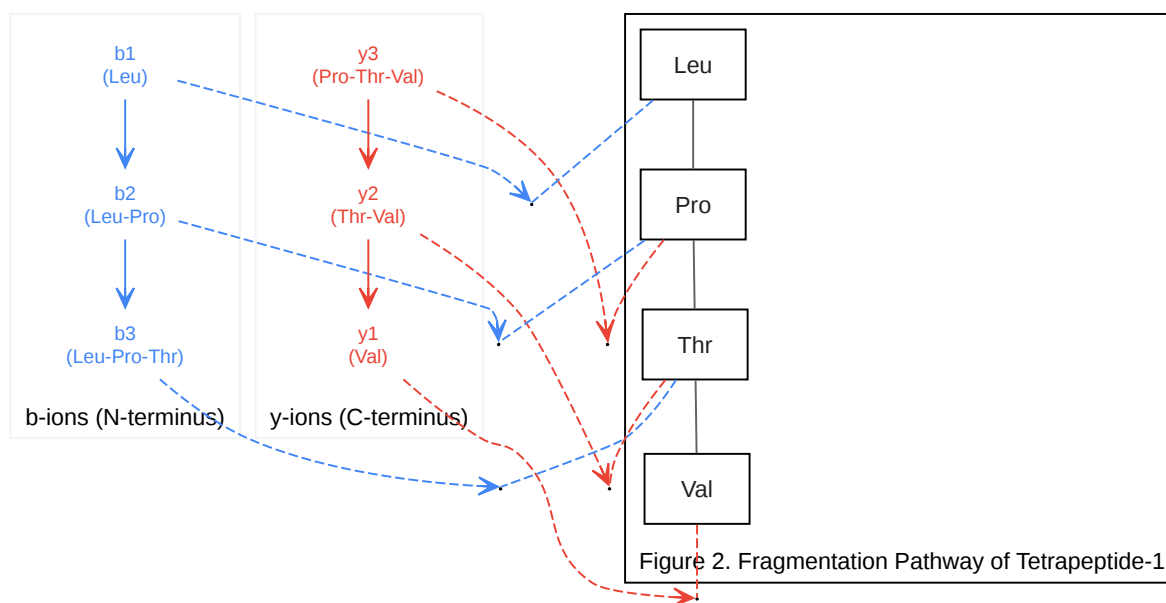 b1
(Leu)
b2
(Leu-Pro)
b3
(Leu-Pro-Thr)
b-ions (N-terminus)
y3
(Pro-Thr-Val)
y2
(Thr-Val)
y1
(Val)
y-ions (C-terminus)
Leu
Pro
Thr
Val
Figure 2. Fragmentation Pathway of Tetrapeptide-1